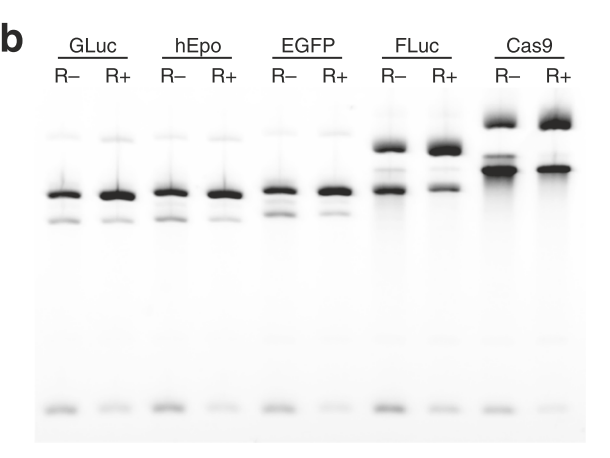 b
GLuc hEpo EGFP FLuc Cas9
R– R+ R– R+ R– R+ R– R+ R– R+